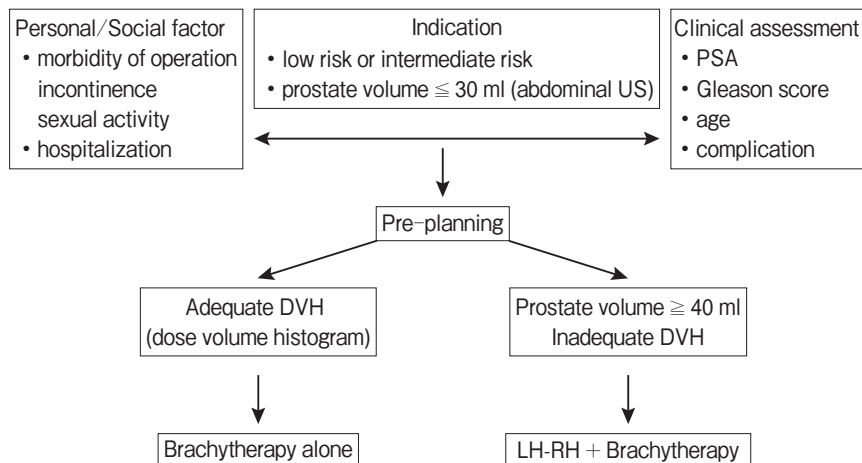 Personal/Social factor
• morbidity of operation
incontinence
sexual activity
• hospitalization
Indication
• low risk or intermediate risk
• prostate volume ≦ 30 ml (abdominal US)
Clinical assessment
• PSA
• Gleason score
• age
• complication
Pre-planning
Adequate DVH
(dose volume histogram)
Prostate volume ≧ 40 ml
Inadequate DVH
Brachytherapy alone
LH-RH + Brachytherapy